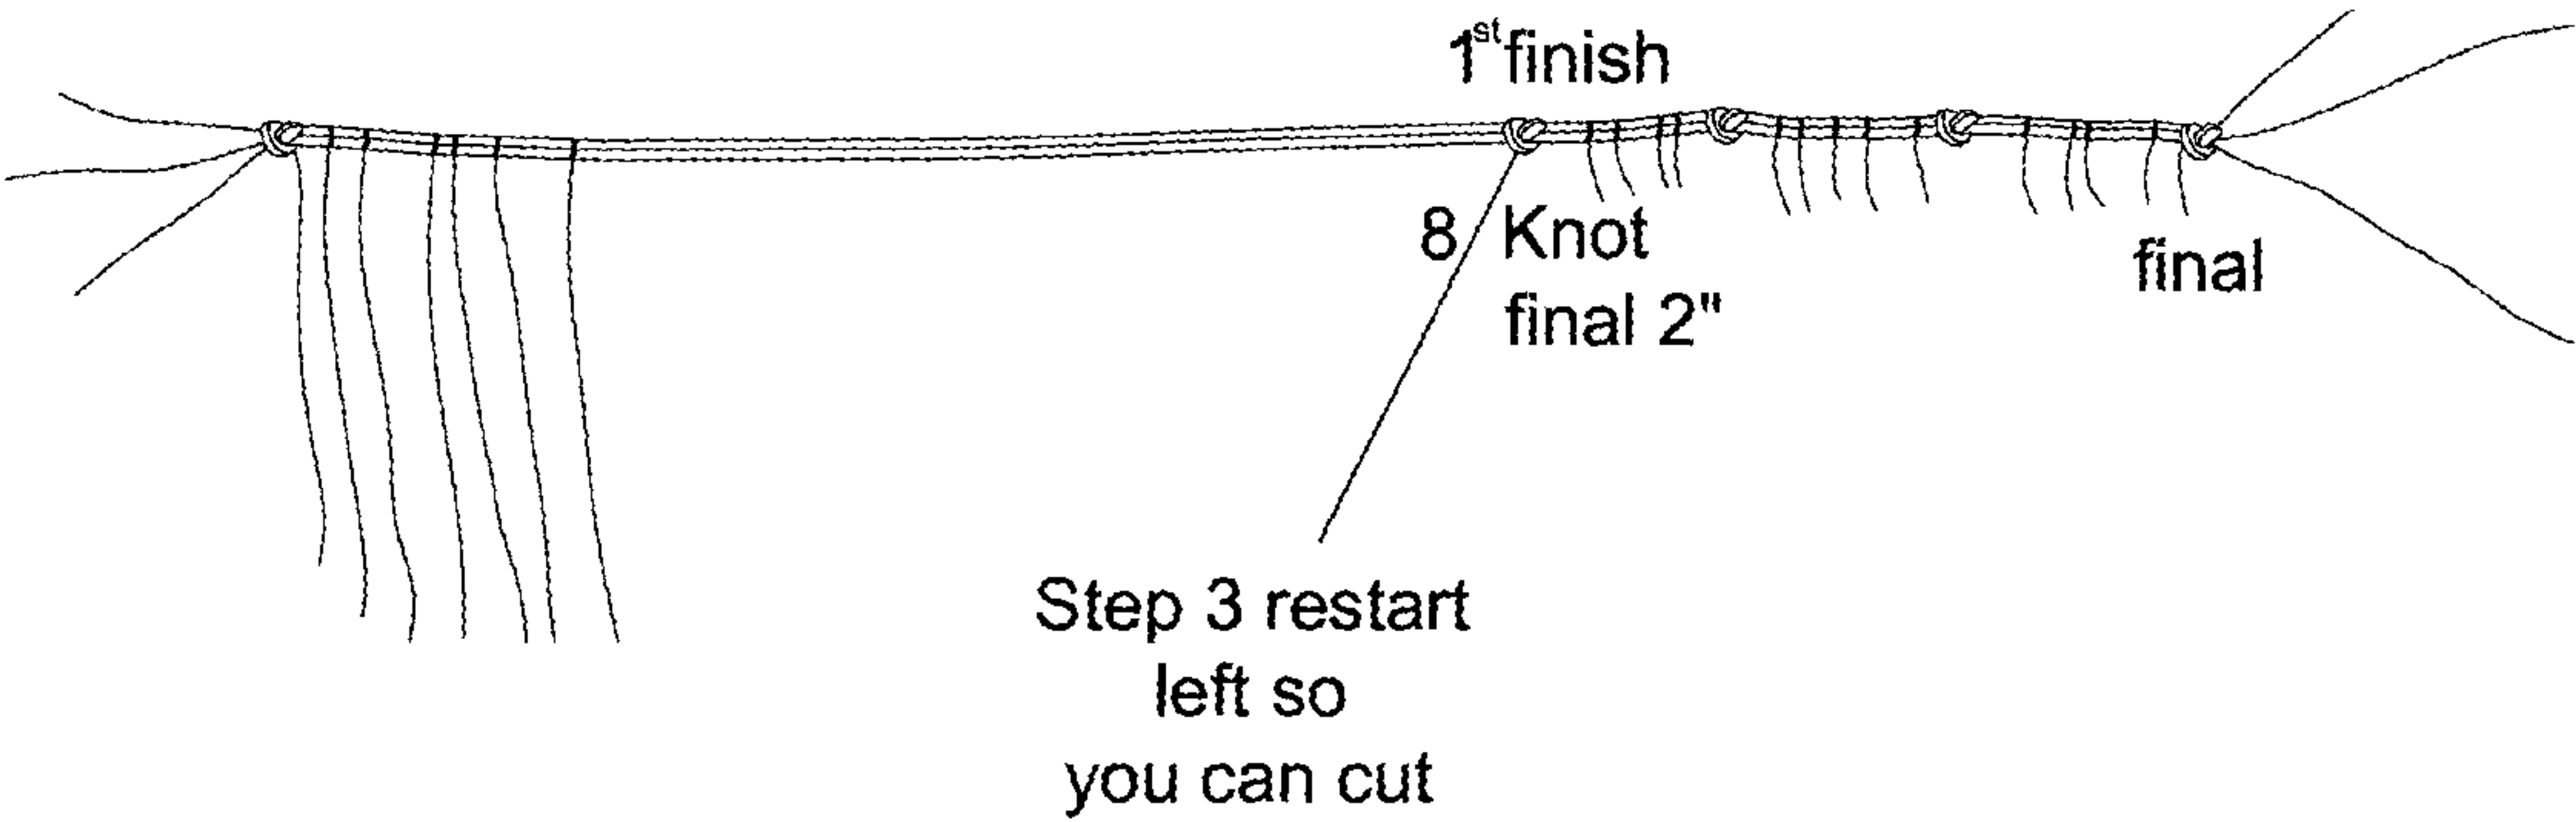 1st finish
8 Knot
final 2"
final
Step 3 restart
left so
you can cut